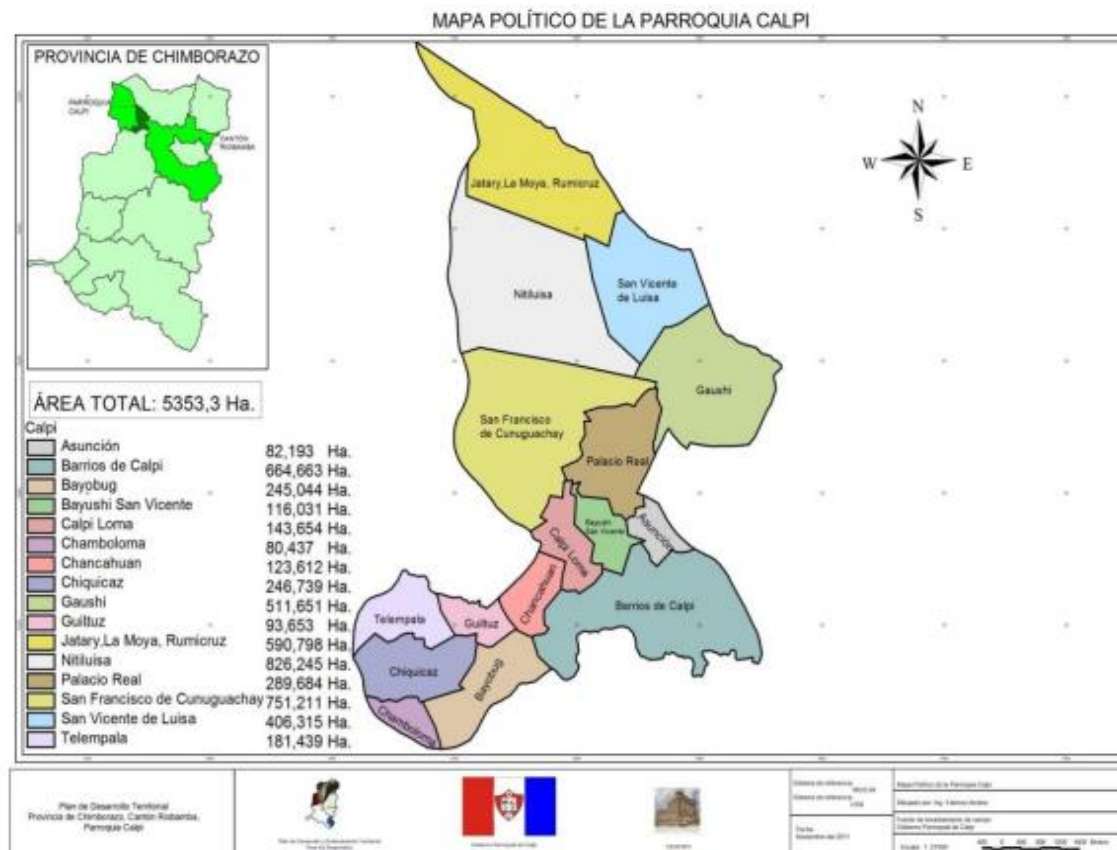 MAPA POLÍTICO DE LA PARROQUIA CALPI
PROVINCIA DE CHIMBORAZO
PARROQUIA
CALPI
CANTÓN
RIOBAMBA
N
W E
S
Jatary,La Moya, Rumicruz
Nitiluisa
San Vicente
de Luisa
Gaushi
San Francisco
de Cunuguachay
Palacio Real
Bayushi
San Vicente
Asunción
Calpi Loma
Chancahuan
Barrios de Calpi
Telempala
Guiltuz
Chiquicaz
Bayobug
Chamboloma
ÁREA TOTAL: 5353,3 Ha.
Calpi
Asunción 82,193 Ha.
Barrios de Calpi 664,663 Ha.
Bayobug 245,044 Ha.
Bayushi San Vicente 116,031 Ha.
Calpi Loma 143,654 Ha.
Chamboloma 80,437 Ha.
Chancahuan 123,612 Ha.
Chiquicaz 246,739 Ha.
Gaushi 511,651 Ha.
Guiltuz 93,653 Ha.
Jatary,La Moya, Rumicruz 590,798 Ha.
Nitiluisa 826,245 Ha.
Palacio Real 289,684 Ha.
San Francisco de Cunuguachay 751,211 Ha.
San Vicente de Luisa 406,315 Ha.
Telempala 181,439 Ha.
Plan de Desarrollo Territorial
Provincia de Chimborazo, Cantón Riobamba,
Parroquia Calpi
Mapa Político de la Parroquia Calpi